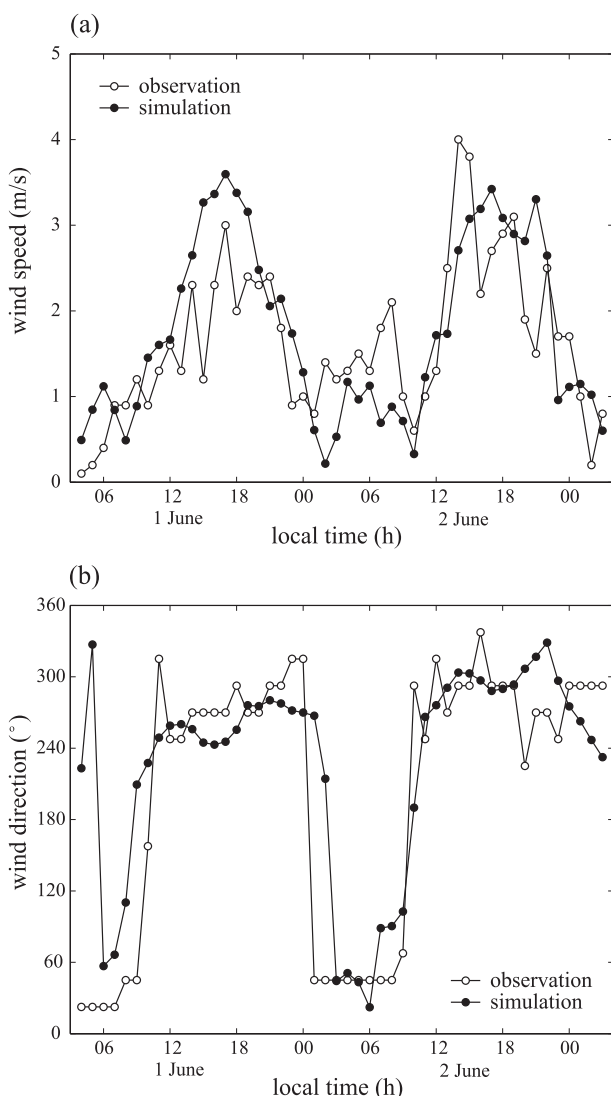 (a)
5
observation
simulation
4
3
2
1
0
wind speed (m/s)
06 12 18 00 06 12 18 00
1 June 2 June
local time (h)
(b)
360
300
240
180
120
60
0
wind direction (°)
observation
simulation
06 12 18 00 06 12 18 00
1 June 2 June
local time (h)